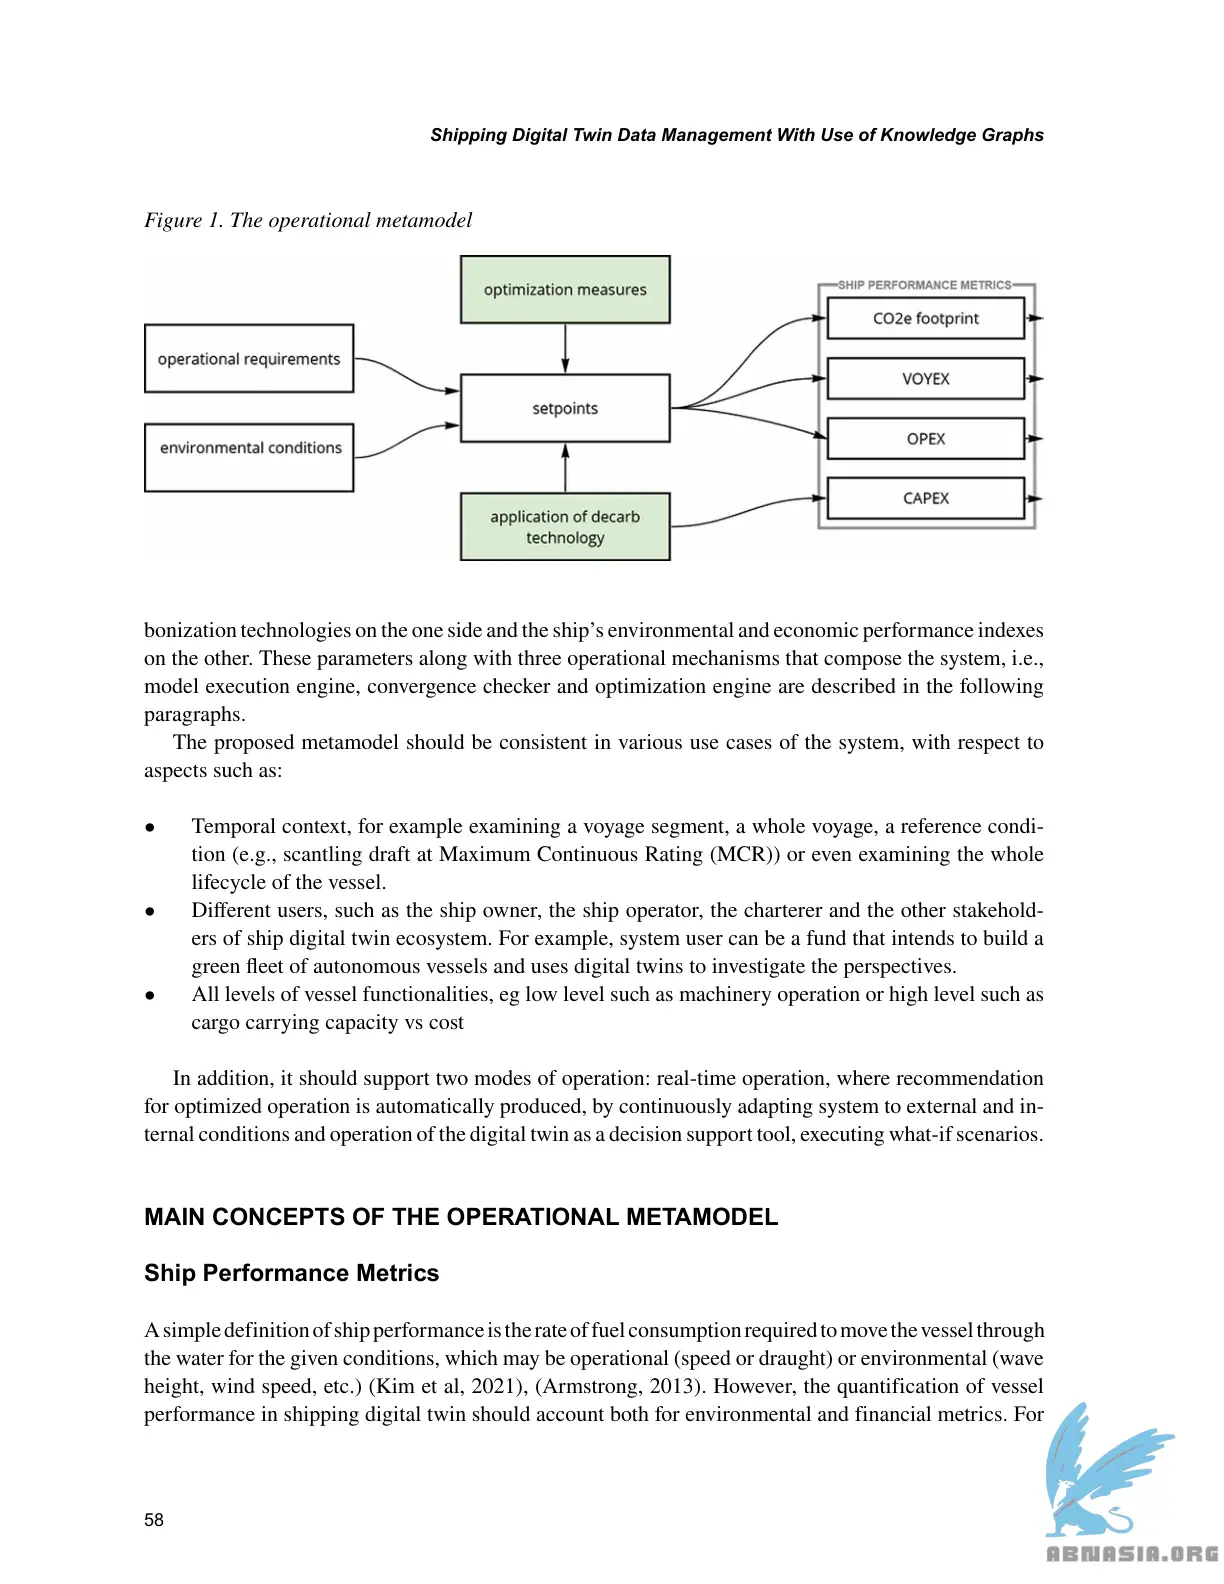 Shipping Digital Twin Data Management With Use of Knowledge Graphs
Figure 1. The operational metamodel
optimization measures
SHIP PERFORMANCE METRICS
CO2e footprint
operational requirements
VOYEX
setpoints
OPEX
environmental conditions
CAPEX
application of decarb
technology
bonization technologies on the one side and the ship’s environmental and economic performance indexes
on the other. These parameters along with three operational mechanisms that compose the system, i.e.,
model execution engine, convergence checker and optimization engine are described in the following
paragraphs.
The proposed metamodel should be consistent in various use cases of the system, with respect to
aspects such as:
● Temporal context, for example examining a voyage segment, a whole voyage, a reference condi-
tion (e.g., scantling draft at Maximum Continuous Rating (MCR)) or even examining the whole
lifecycle of the vessel.
● Different users, such as the ship owner, the ship operator, the charterer and the other stakehold-
ers of ship digital twin ecosystem. For example, system user can be a fund that intends to build a
green fleet of autonomous vessels and uses digital twins to investigate the perspectives.
● All levels of vessel functionalities, eg low level such as machinery operation or high level such as
cargo carrying capacity vs cost
In addition, it should support two modes of operation: real-time operation, where recommendation
for optimized operation is automatically produced, by continuously adapting system to external and in-
ternal conditions and operation of the digital twin as a decision support tool, executing what-if scenarios.
MAIN CONCEPTS OF THE OPERATIONAL METAMODEL
Ship Performance Metrics
A simple definition of ship performance is the rate of fuel consumption required to move the vessel through
the water for the given conditions, which may be operational (speed or draught) or environmental (wave
height, wind speed, etc.) (Kim et al, 2021), (Armstrong, 2013). However, the quantification of vessel
performance in shipping digital twin should account both for environmental and financial metrics. For
58
ABNASIA.ORG